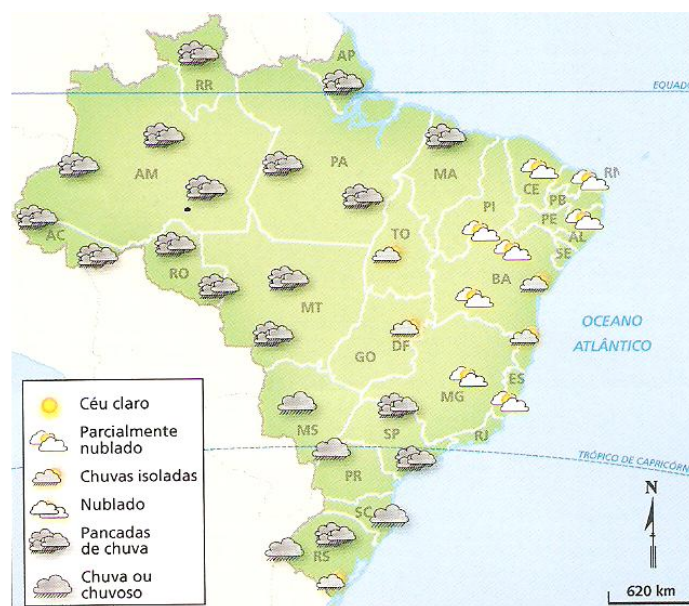 AP
RR
EQUADO
AM
PA
MA
CE
RN
PB
PI
PE
AL
SE
AC
TO
RO
BA
MT
OCEANO
ATLÂNTICO
DF
GO
ES
MG
MS
SP
RJ
TRÓPICO DE CAPRICÓRN
PR
SC
RS
Céu claro
Parcialmente
nublado
Chuvas isoladas
Nublado
Pancadas
de chuva
Chuva ou
chuvoso
N
620 km